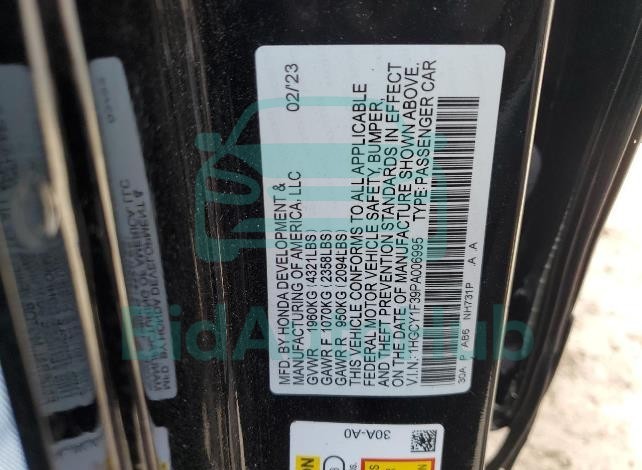 MFD. BY HONDA DEVELOPMENT & 02/'23
MANUFACTURING OF AMERICA, LLC
GVWR 1960KG (4321LBS)
GAWR F 1070KG (2358LBS)
GAWR R 950KG (2094LBS)
THIS VEHICLE CONFORMS TO ALL APPLICABLE
FEDERAL MOTOR VEHICLE SAFETY, BUMPER,
AND THEFT PREVENTION STANDARDS IN EFFECT
ON THE DATE OF MANUFACTURE SHOWN ABOVE.
V.I.N.: 1HGCY1F39PA006995 TYPE: PASSENGER CAR
NH731P A A
30A-A0
BidAutoHub